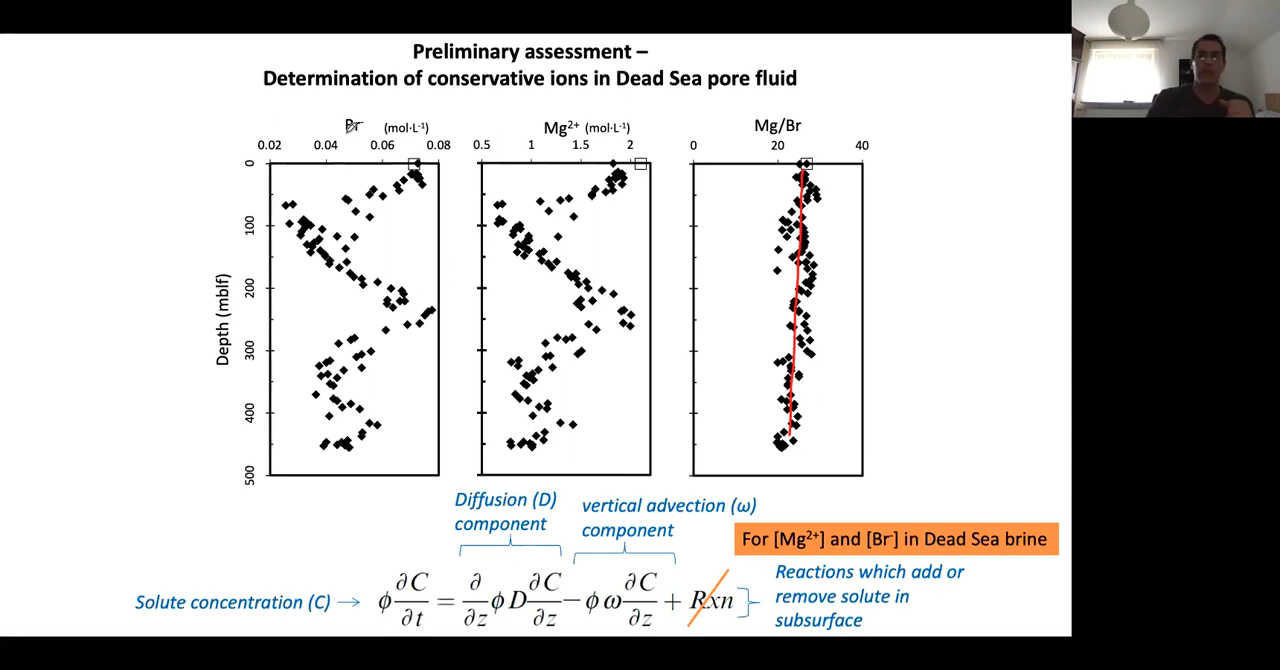 Preliminary assessment –
Determination of conservative ions in Dead Sea pore fluid
Br⁻ (mol·L⁻¹)
0.02 0.04 0.06 0.08
Mg²⁺ (mol·L⁻¹)
0.5 1 1.5 2
Mg/Br
0 20 40
Depth (mblf)
0
100
200
300
400
500
Diffusion (D)
component
vertical advection (ω)
component
For [Mg²⁺] and [Br⁻] in Dead Sea brine
Solute concentration (C) →
ϕ ∂C/∂t = ∂/∂z ϕ D ∂C/∂z − ϕ ω ∂C/∂z + Rxn
Reactions which add or
remove solute in
subsurface